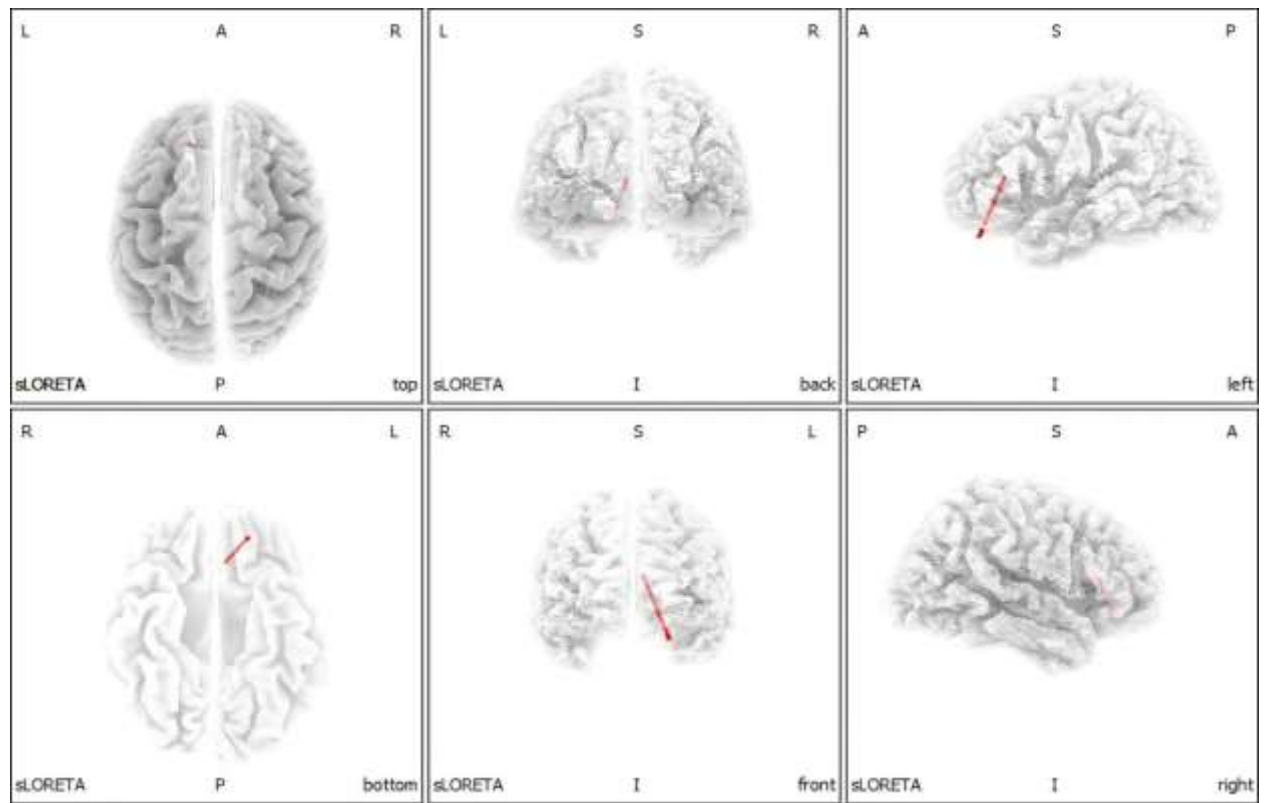 L A R
sLORETA P top
L S R
sLORETA I back
A S P
sLORETA I left
R A L
sLORETA P bottom
R S L
sLORETA I front
P S A
sLORETA I right